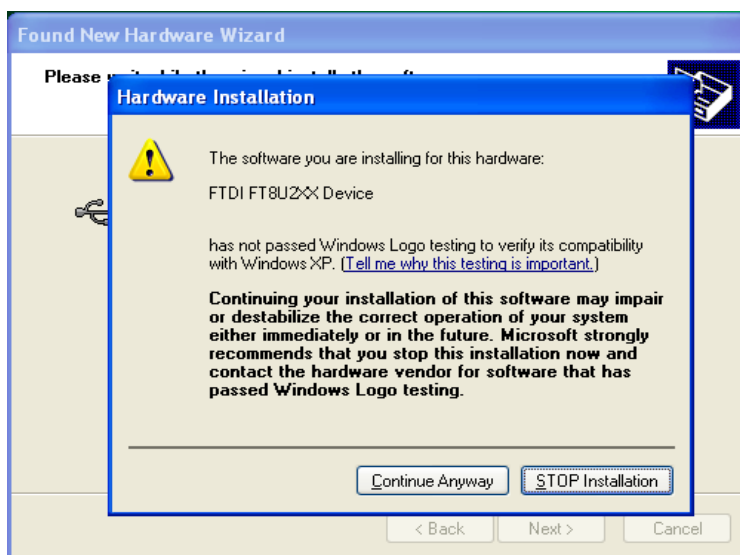 Found New Hardware Wizard
Please
Hardware Installation
The software you are installing for this hardware:
FTDI FT8U2XX Device
has not passed Windows Logo testing to verify its compatibility
with Windows XP. (Tell me why this testing is important.)
Continuing your installation of this software may impair
or destabilize the correct operation of your system
either immediately or in the future. Microsoft strongly
recommends that you stop this installation now and
contact the hardware vendor for software that has
passed Windows Logo testing.
Continue Anyway STOP Installation
< Back Next > Cancel